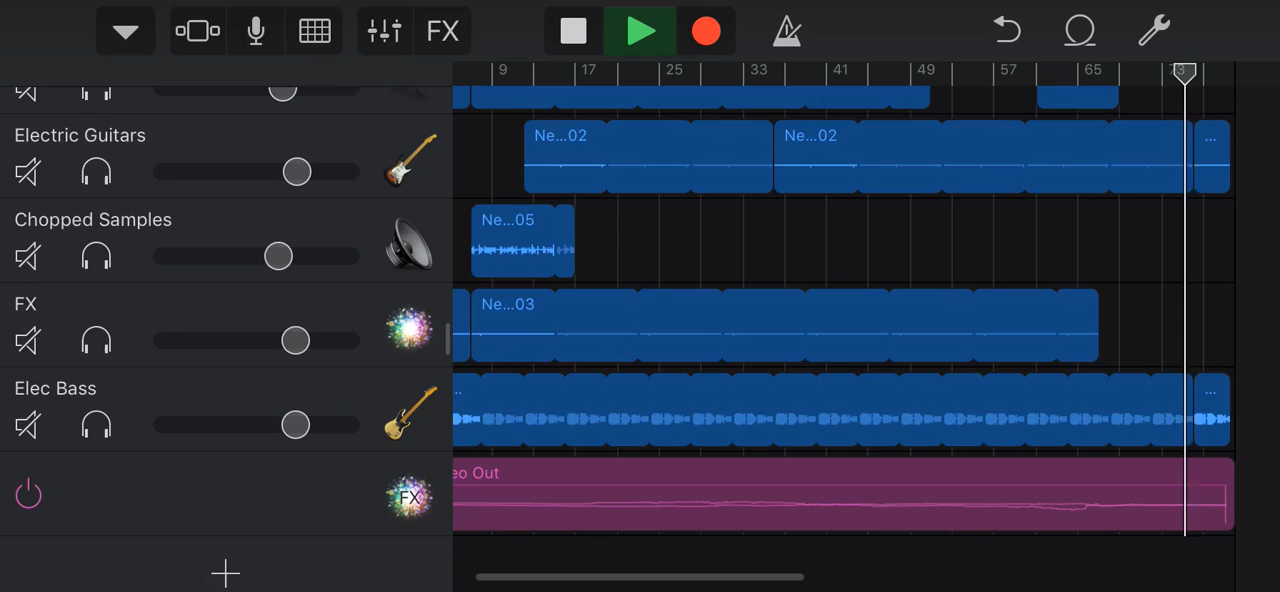 FX
9 17 25 33 41 49 57 65 73
Electric Guitars
Ne...02 Ne...02 ...
Chopped Samples
Ne...05
FX
Ne...03
Elec Bass
.. ...
eo Out
FX